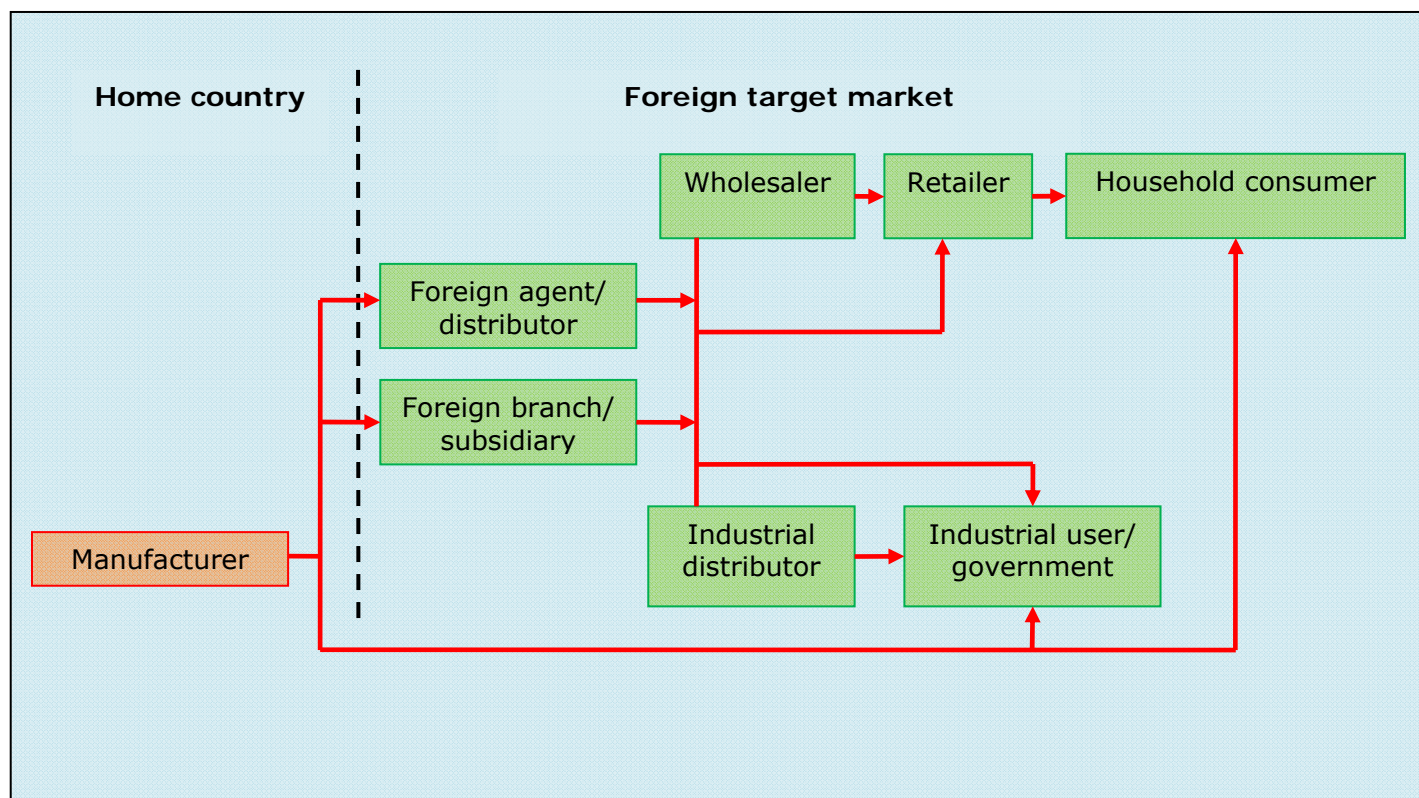 Home country
Foreign target market
Wholesaler
Retailer
Household consumer
Foreign agent/
distributor
Foreign branch/
subsidiary
Manufacturer
Industrial
distributor
Industrial user/
government